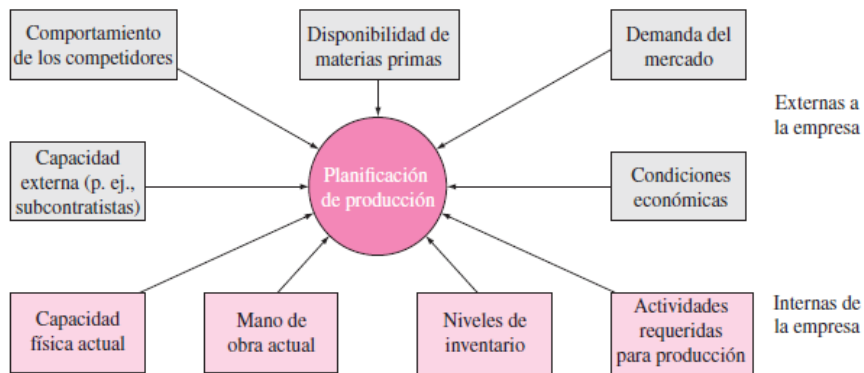 Comportamiento
de los competidores
Disponibilidad de
materias primas
Demanda del
mercado
Externas a
la empresa
Capacidad
externa (p. ej.,
subcontratistas)
Planificación
de producción
Condiciones
económicas
Capacidad
física actual
Mano de
obra actual
Niveles de
inventario
Actividades
requeridas
para producción
Internas de
la empresa